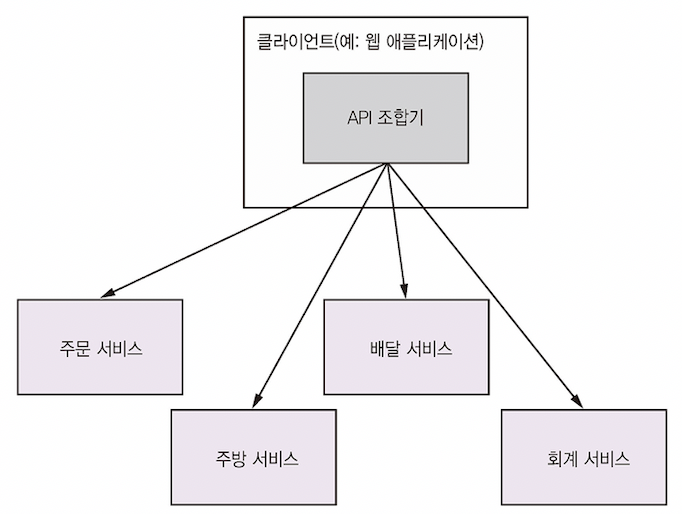 클라이언트(예: 웹 애플리케이션)
API 조합기
주문 서비스
배달 서비스
주방 서비스
회계 서비스